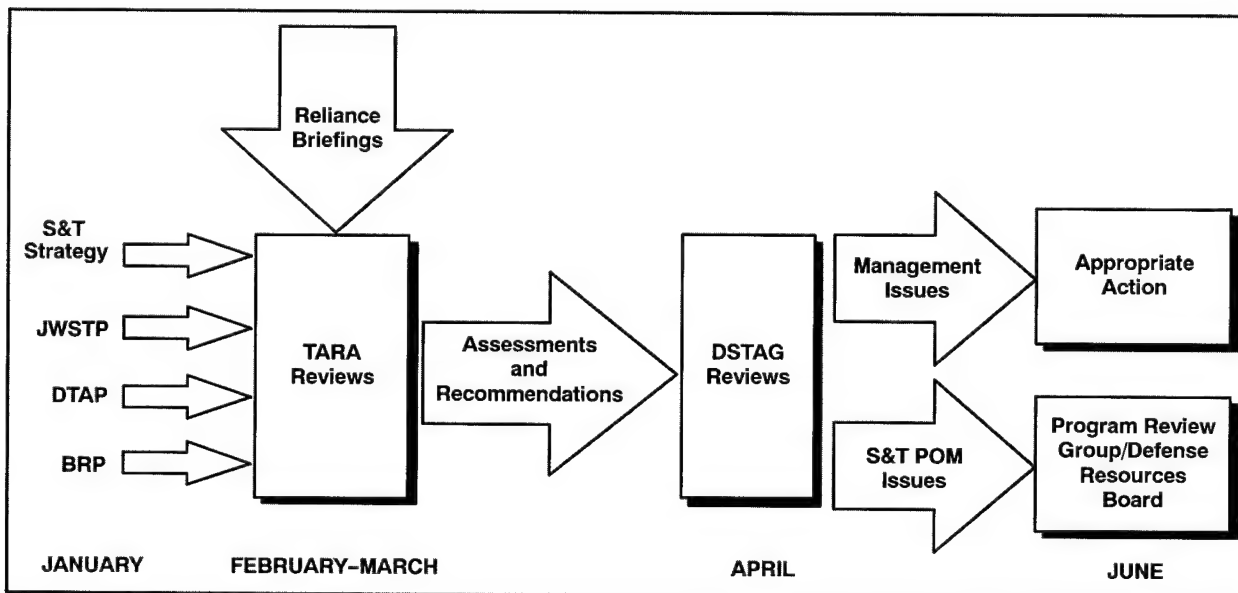 Reliance
Briefings
S&T
Strategy
JWSTP
DTAP
BRP
TARA
Reviews
Assessments
and
Recommendations
DSTAG
Reviews
Management
Issues
Appropriate
Action
S&T POM
Issues
Program Review
Group/Defense
Resources
Board
JANUARY
FEBRUARY–MARCH
APRIL
JUNE